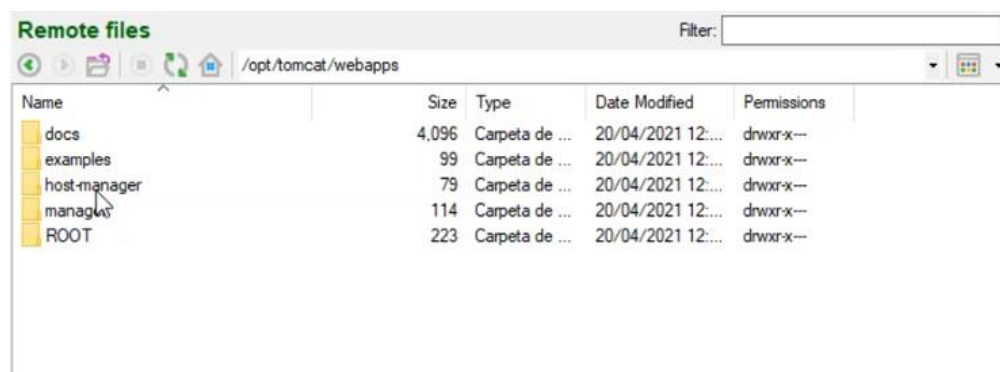 Remote files Filter:
/opt/tomcat/webapps
Name Size Type Date Modified Permissions
docs 4,096 Carpeta de ... 20/04/2021 12:... drwxr-x---
examples 99 Carpeta de ... 20/04/2021 12:... drwxr-x---
host-manager 79 Carpeta de ... 20/04/2021 12:... drwxr-x---
manager 114 Carpeta de ... 20/04/2021 12:... drwxr-x---
ROOT 223 Carpeta de ... 20/04/2021 12:... drwxr-x---